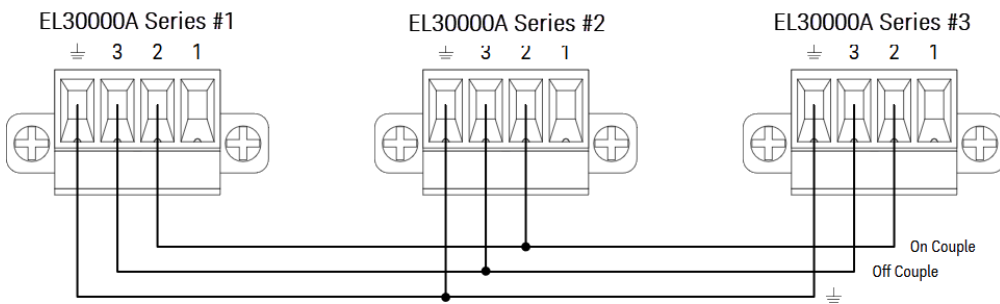 EL30000A Series #1 EL30000A Series #2 EL30000A Series #3
⏚ 3 2 1 ⏚ 3 2 1 ⏚ 3 2 1
On Couple
Off Couple
⏚